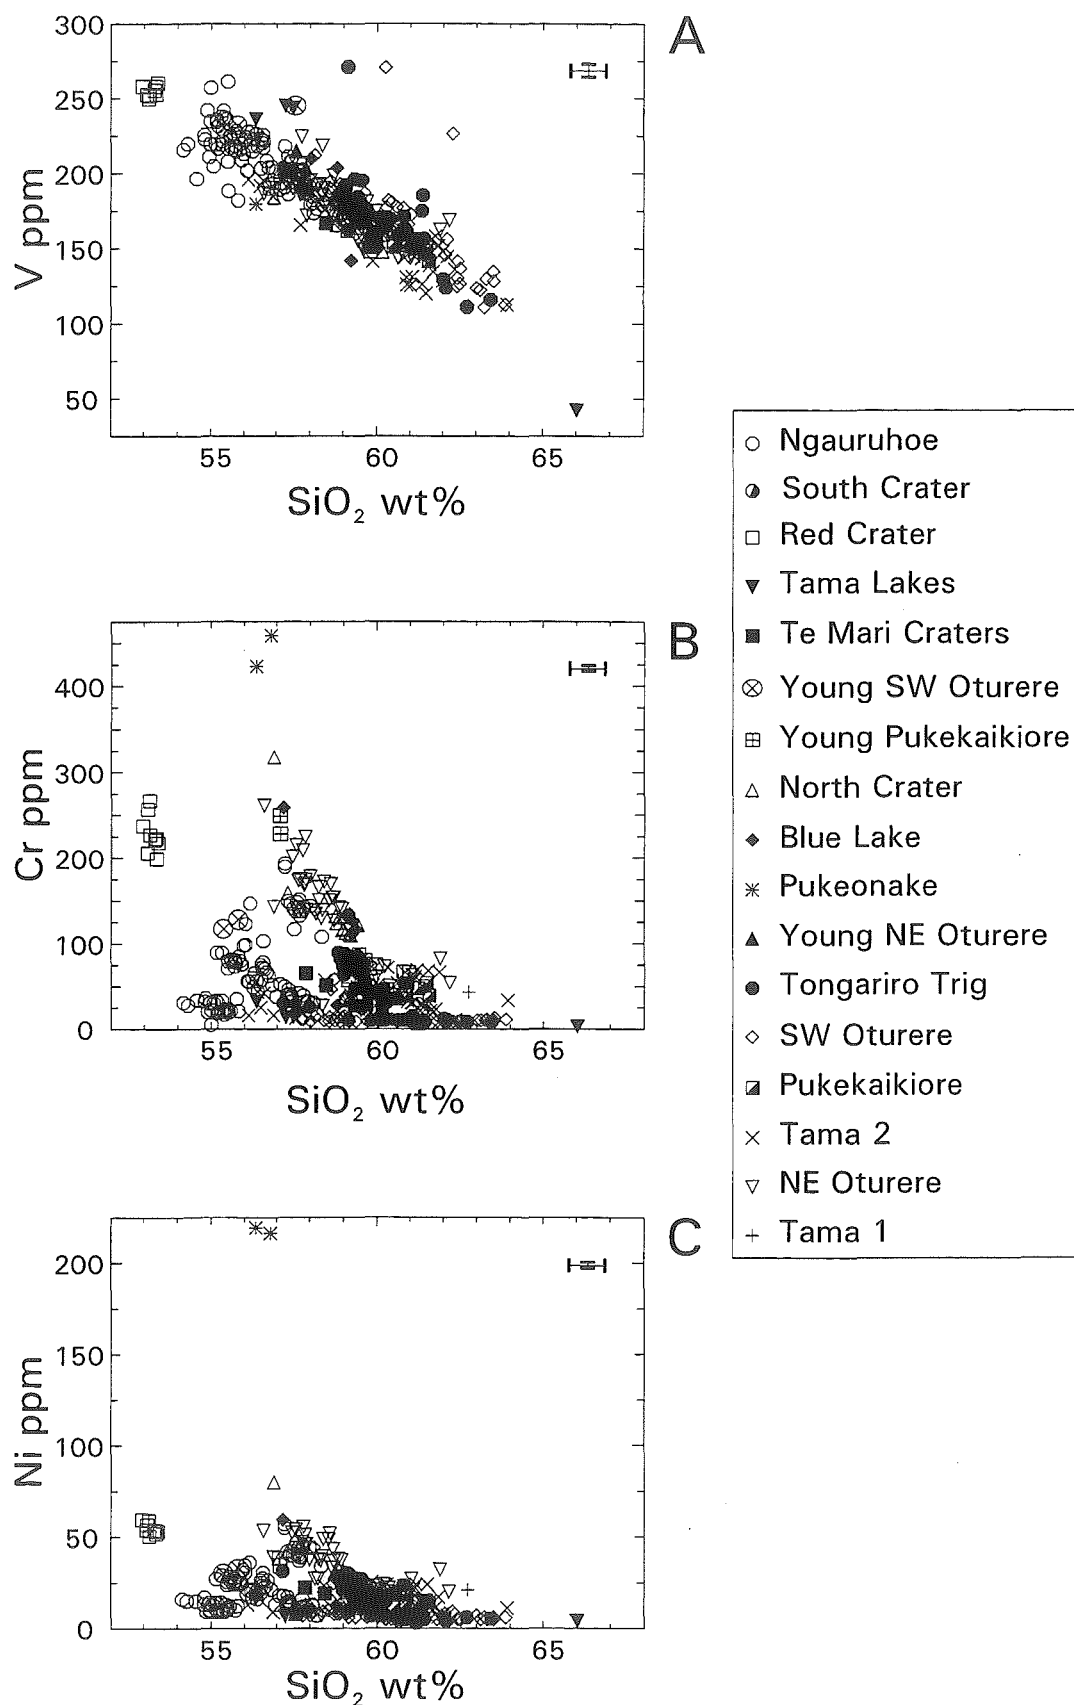 A
300
250
200
150
100
50
V ppm
55 60 65
SiO₂ wt%
B
400
300
200
100
0
Cr ppm
55 60 65
SiO₂ wt%
C
200
150
100
50
0
Ni ppm
55 60 65
SiO₂ wt%
Ngauruhoe
South Crater
Red Crater
Tama Lakes
Te Mari Craters
Young SW Oturere
Young Pukekaikiore
North Crater
Blue Lake
Pukeonake
Young NE Oturere
Tongariro Trig
SW Oturere
Pukekaikiore
Tama 2
NE Oturere
Tama 1